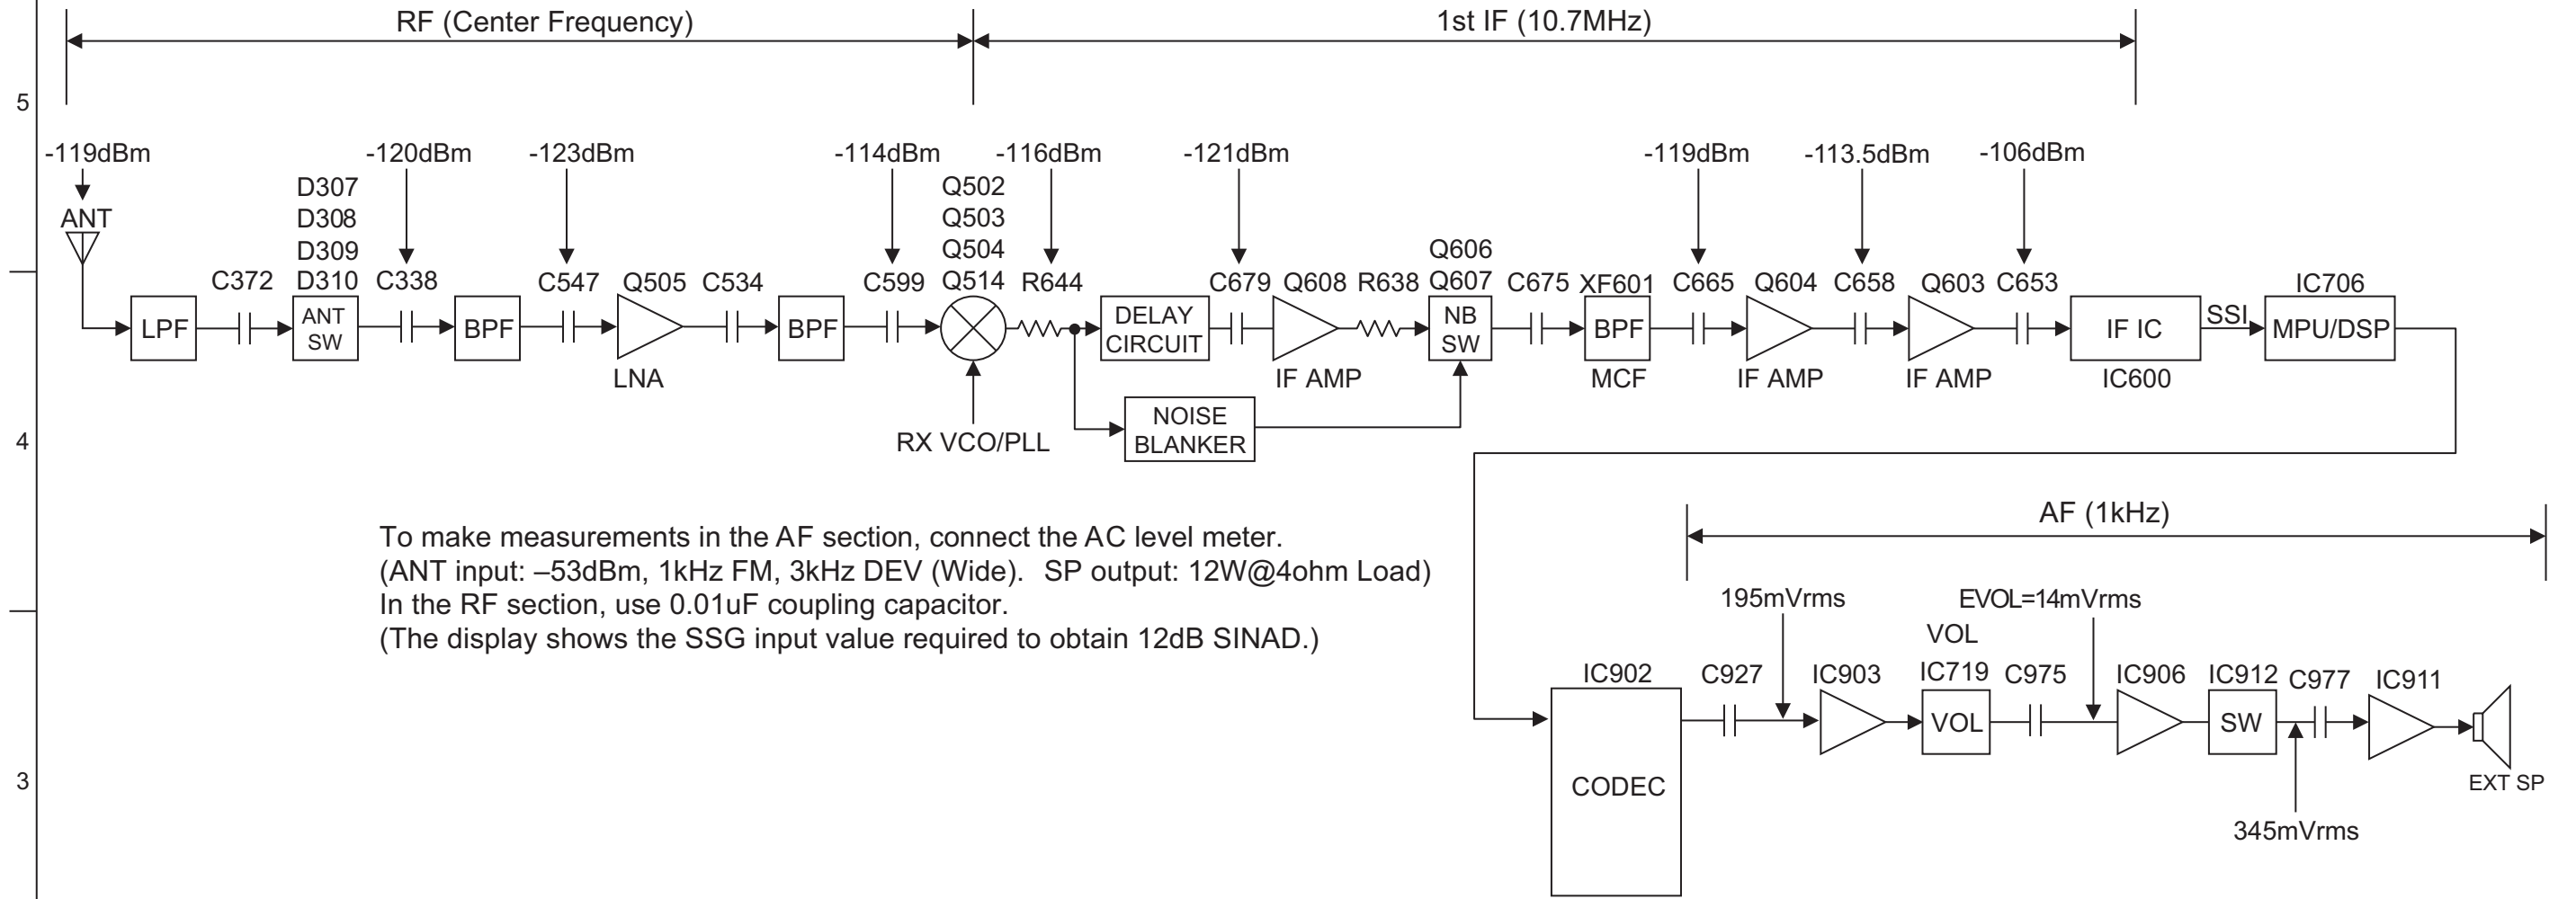 RF (Center Frequency)
1st IF (10.7MHz)
5
-119dBm
-120dBm
-123dBm
-114dBm
-116dBm
-121dBm
-119dBm
-113.5dBm
-106dBm
ANT
D307
D308
D309
D310
Q502
Q503
Q504
Q514
Q606
Q607
C372
C338
C547
Q505
C534
C599
R644
C679
Q608
R638
C675
XF601
C665
Q604
C658
Q603
C653
IC706
LPF
ANT
SW
BPF
BPF
DELAY
CIRCUIT
NB
SW
BPF
IF IC
SSI
MPU/DSP
LNA
IF AMP
MCF
IF AMP
IF AMP
IC600
NOISE
BLANKER
RX VCO/PLL
4
To make measurements in the AF section, connect the AC level meter.
(ANT input: –53dBm, 1kHz FM, 3kHz DEV (Wide). SP output: 12W@4ohm Load)
In the RF section, use 0.01uF coupling capacitor.
(The display shows the SSG input value required to obtain 12dB SINAD.)
AF (1kHz)
195mVrms
EVOL=14mVrms
VOL
IC902
C927
IC903
IC719
C975
IC906
IC912
C977
IC911
VOL
SW
CODEC
EXT SP
3
345mVrms